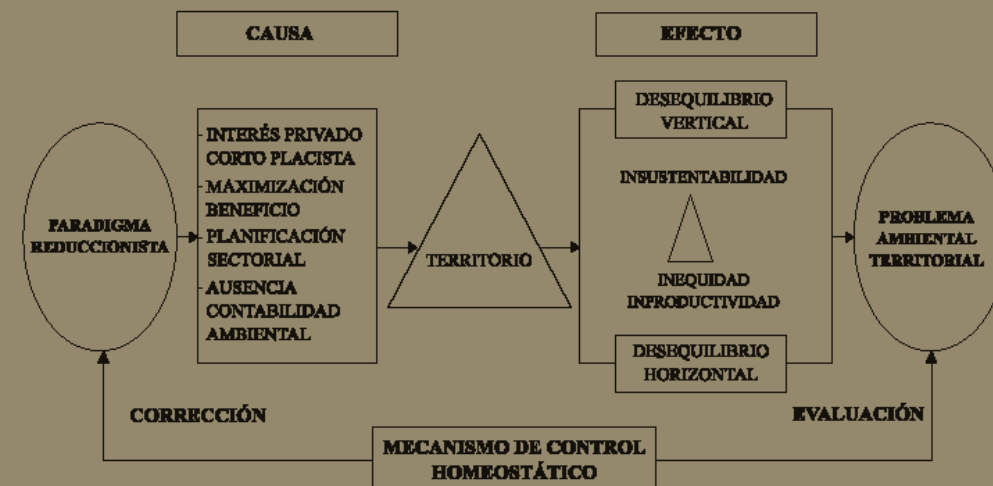 CAUSA
EFECTO
PARADIGMA
REDUCCIONISTA
- INTERÉS PRIVADO
CORTO PLACISTA
- MAXIMIZACIÓN
BENEFICIO
- PLANIFICACIÓN
SECTORIAL
- AUSENCIA
CONTABILIDAD
AMBIENTAL
TERRITORIO
DESEQUILIBRIO
VERTICAL
INSUSTENTABILIDAD
INEQUIDAD
INPRODUCTIVIDAD
DESEQUILIBRIO
HORIZONTAL
PROBLEMA
AMBIENTAL
TERRITORIAL
CORRECCIÓN
EVALUACIÓN
MECANISMO DE CONTROL
HOMEOSTÁTICO